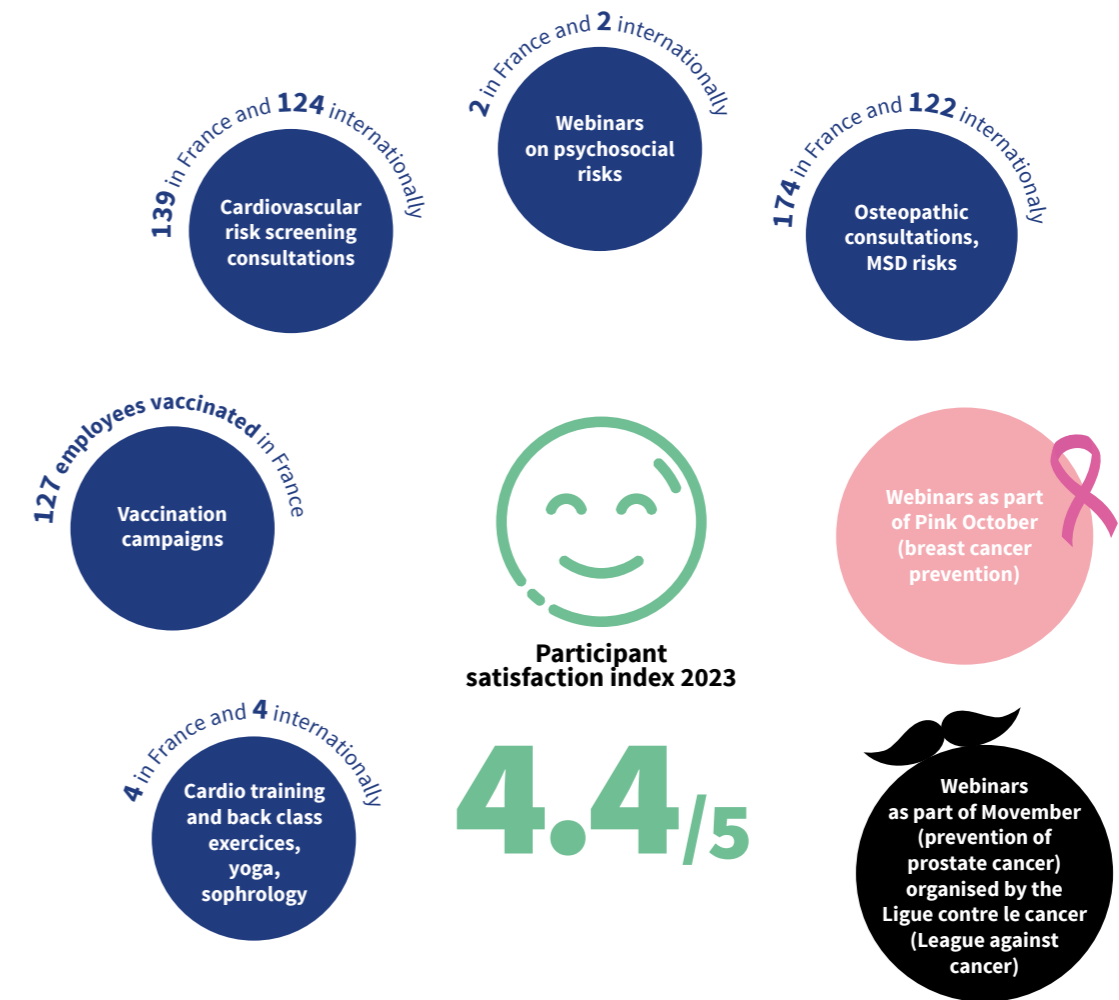 2 in France and 2 internationally
Webinars
on psychosocial
risks
139 in France and 124 internationally
Cardiovascular
risk screening
consultations
174 in France and 122 internationaly
Osteopathic
consultations,
MSD risks
127 employees vaccinated in France
Vaccination
campaigns
Webinars as part
of Pink October
(breast cancer
prevention)
Participant
satisfaction index 2023
4.4/5
4 in France and 4 internationally
Cardio training
and back class
exercices,
yoga,
sophrology
Webinars
as part of Movember
(prevention of
prostate cancer)
organised by the
Ligue contre le cancer
(League against
cancer)